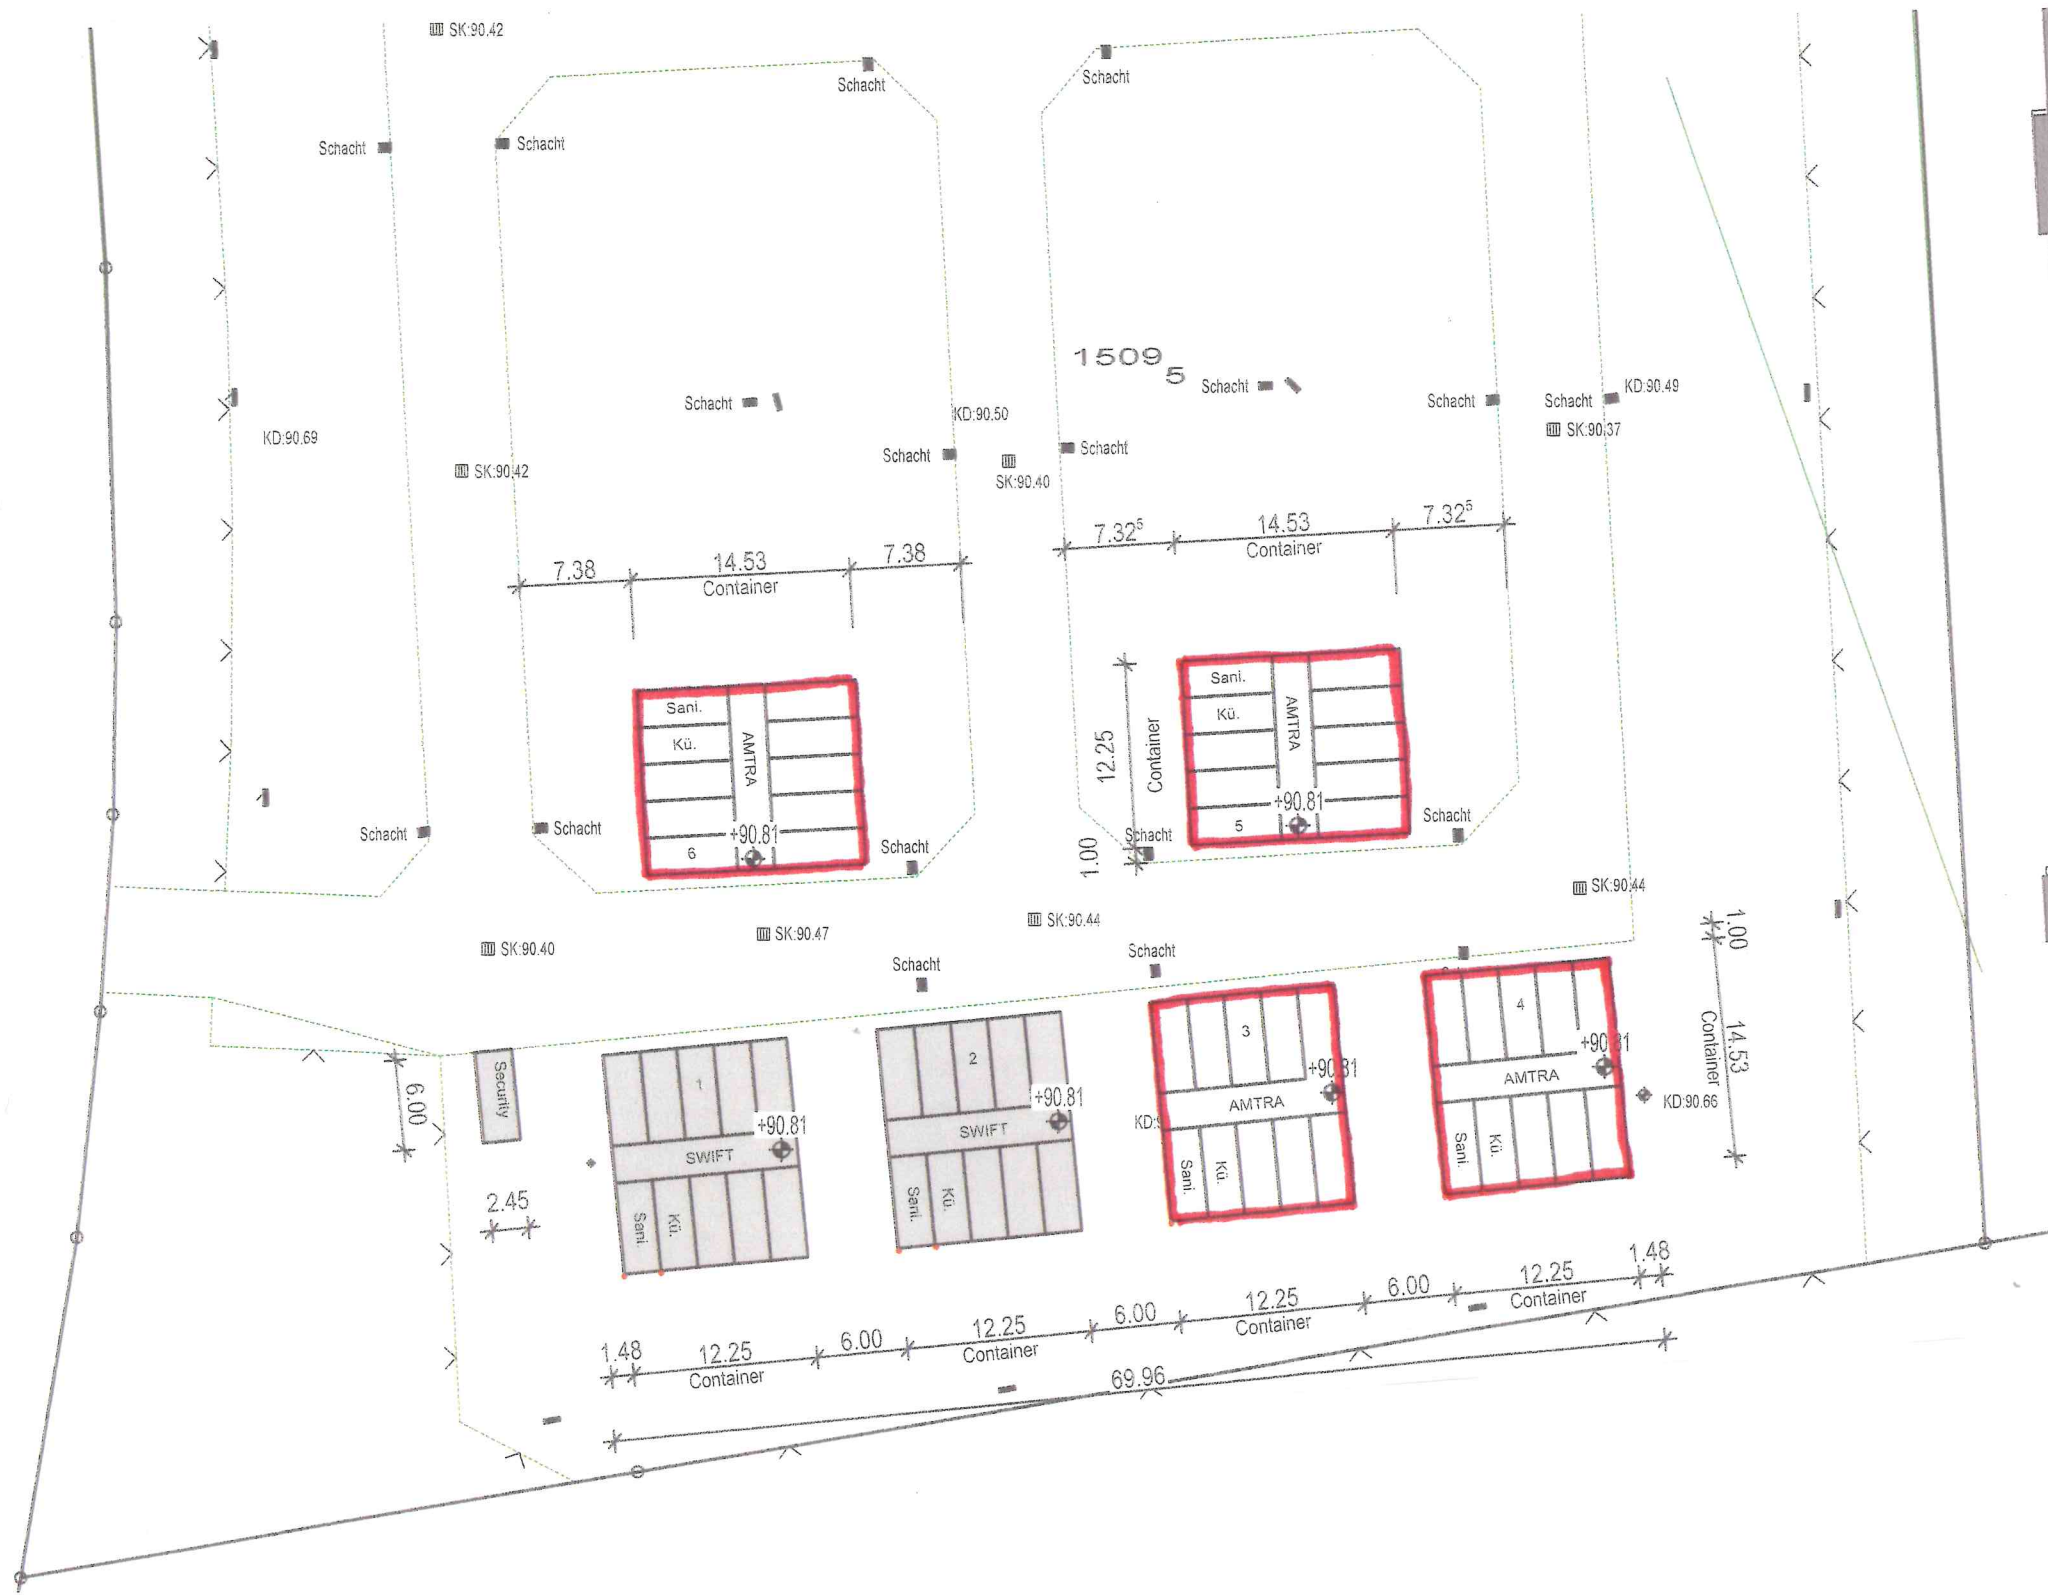 SK:90.42
Schacht
Schacht
Schacht
Schacht
1509
5
Schacht
Schacht
Schacht
Schacht
KD:90.49
KD:90.50
KD:90.69
Schacht
Schacht
SK:90.37
SK:90.42
SK:90.40
7.38
14.53
Container
7.38
7.32⁵
14.53
Container
7.32⁵
Sani.
Kü.
AMTRA
+90.81
6
12.25
Container
1.00
Sani.
Kü.
AMTRA
+90.81
5
Schacht
Schacht
Schacht
Schacht
Schacht
SK:90.44
SK:90.40
SK:90.47
SK:90.44
Schacht
Schacht
1.00
14.53
Container
Security
6.00
2.45
1
+90.81
SWIFT
Sani.
Kü.
2
+90.81
SWIFT
Sani.
Kü.
3
+90.81
AMTRA
Sani.
Kü.
4
+90.81
AMTRA
Sani.
Kü.
KD:90.66
1.48
12.25
Container
6.00
12.25
Container
6.00
12.25
Container
6.00
12.25
Container
1.48
69.96